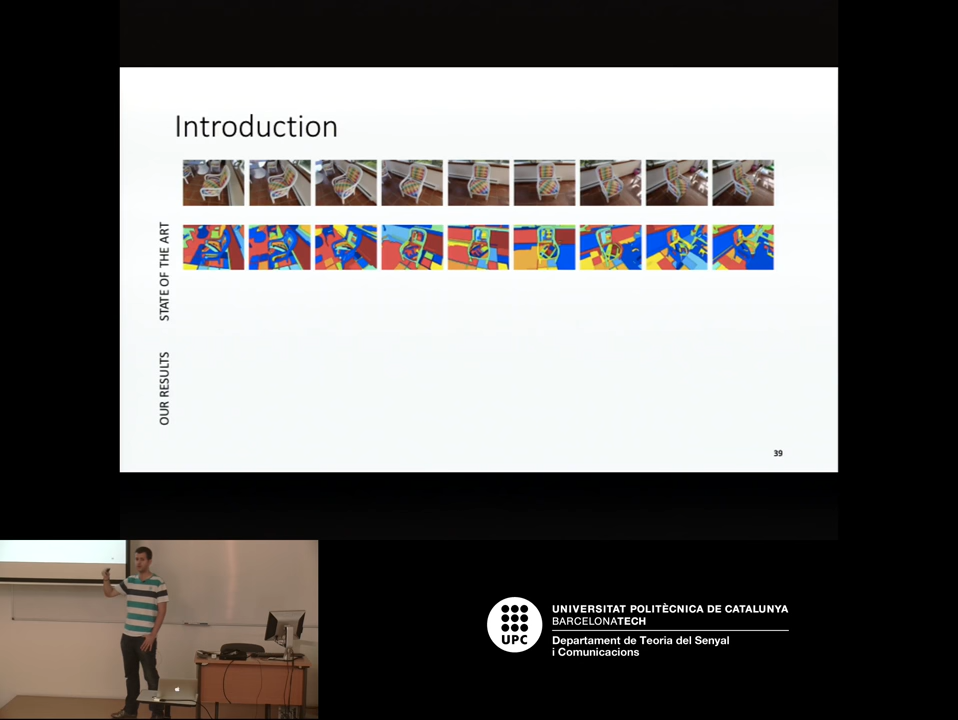 Introduction
STATE OF THE ART
OUR RESULTS
39
UPC
UNIVERSITAT POLITÈCNICA DE CATALUNYA
BARCELONATECH
Departament de Teoria del Senyal
i Comunicacions